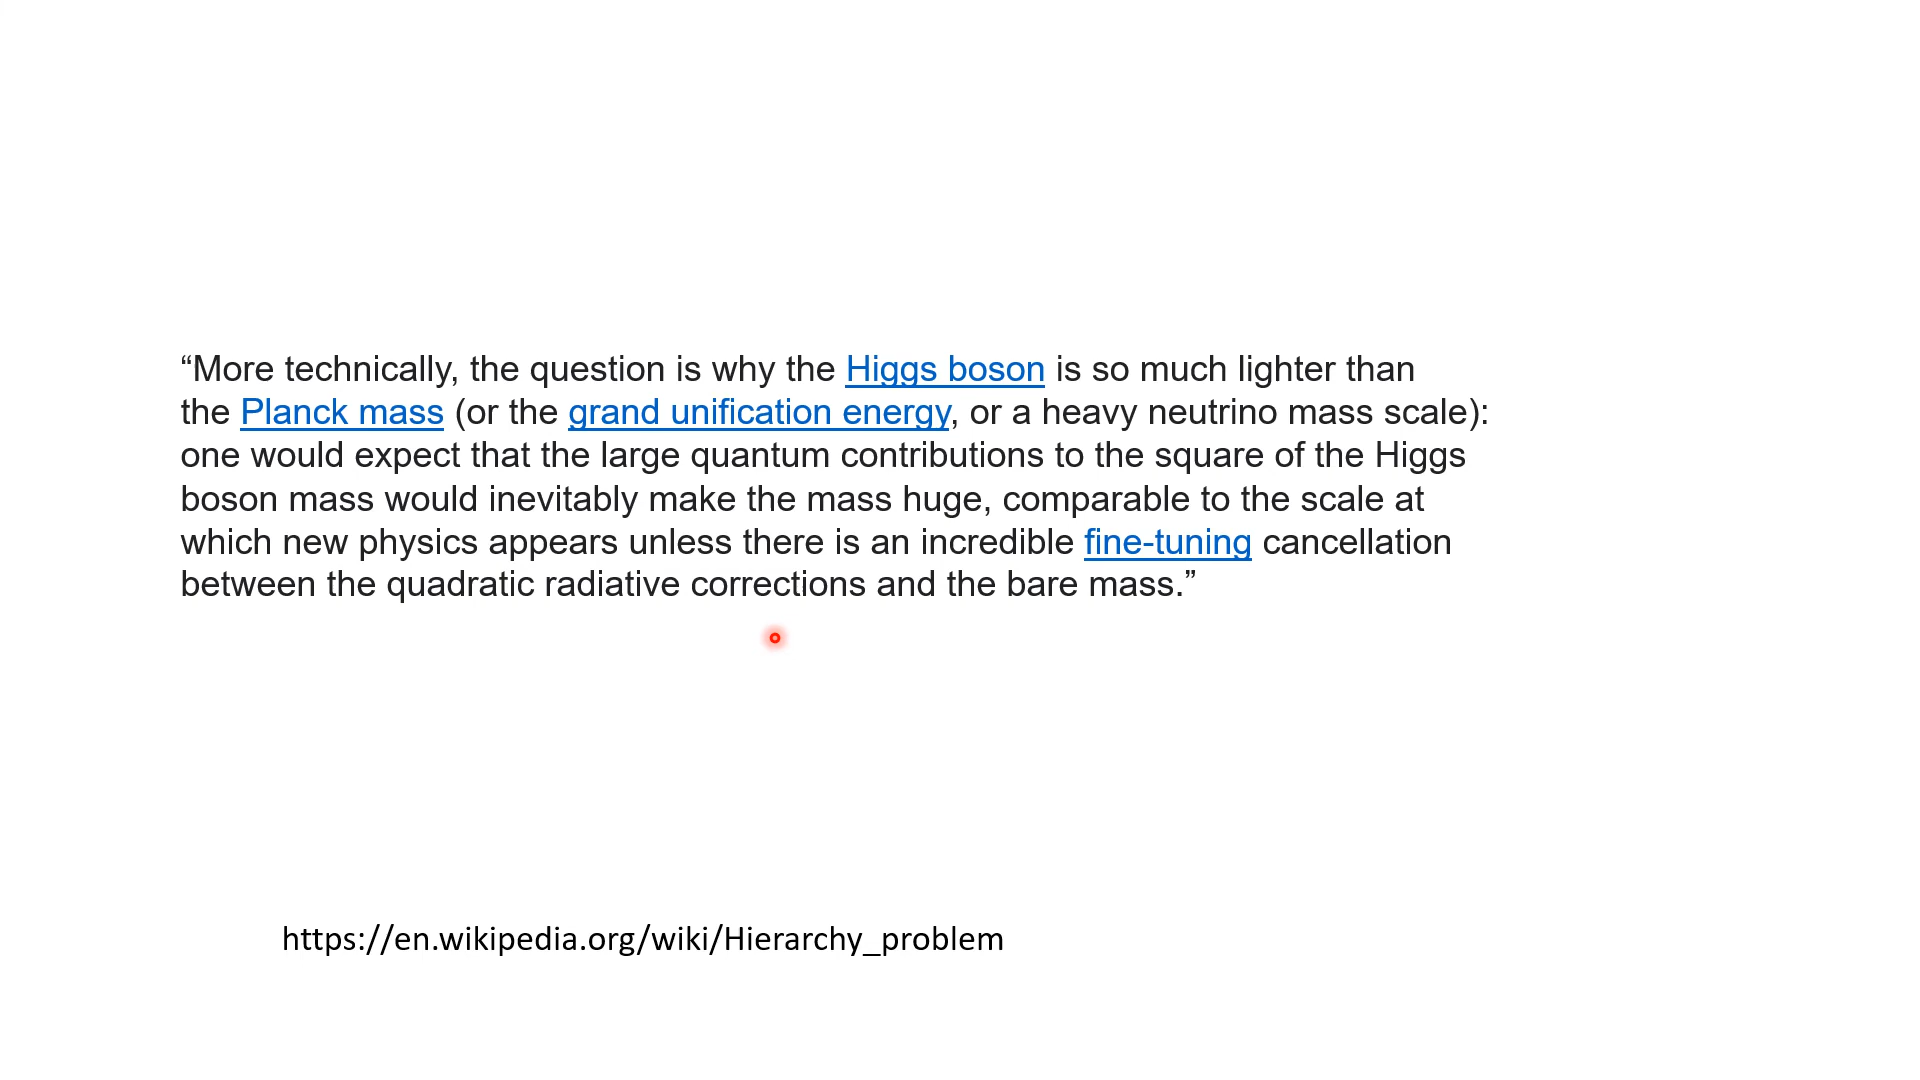 “More technically, the question is why the Higgs boson is so much lighter than
the Planck mass (or the grand unification energy, or a heavy neutrino mass scale):
one would expect that the large quantum contributions to the square of the Higgs
boson mass would inevitably make the mass huge, comparable to the scale at
which new physics appears unless there is an incredible fine-tuning cancellation
between the quadratic radiative corrections and the bare mass.”
https://en.wikipedia.org/wiki/Hierarchy_problem